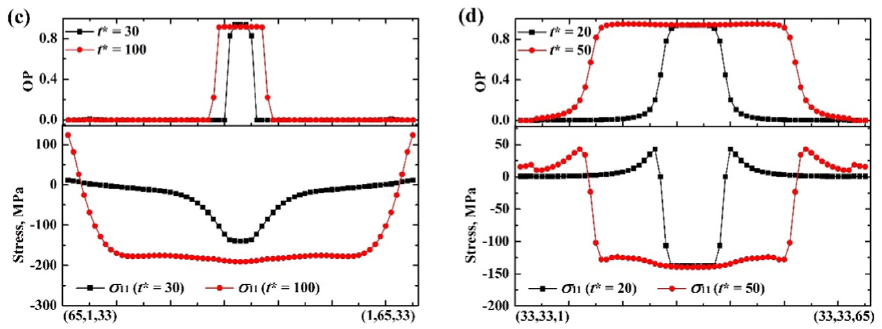 (c)
OP
0.8
0.4
0.0
t* = 30
t* = 100
Stress, MPa
100
0
-100
-200
-300
σ11 (t* = 30)
σ11 (t* = 100)
(65,1,33)
(1,65,33)
(d)
OP
0.8
0.4
0.0
t* = 20
t* = 50
Stress, MPa
50
0
-50
-100
-150
-200
σ11 (t* = 20)
σ11 (t* = 50)
(33,33,1)
(33,33,65)